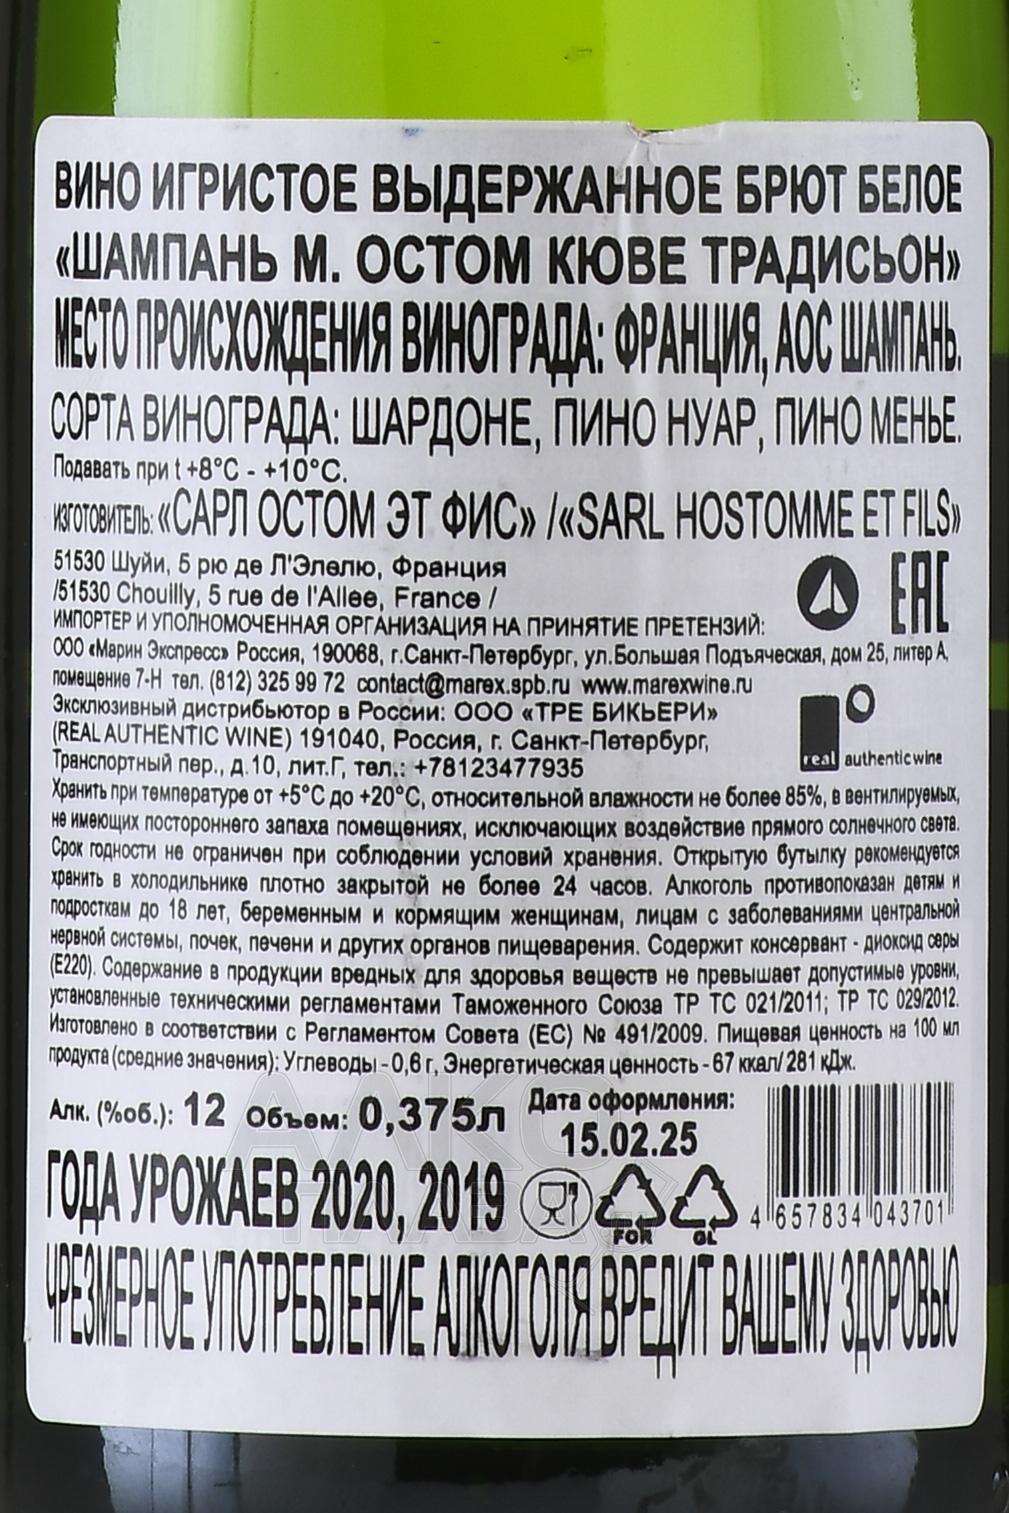 ВИНО ИГРИСТОЕ ВЫДЕРЖАННОЕ БРЮТ БЕЛОЕ
«ШАМПАНЬ М. ОСТОМ КЮВЕ ТРАДИСЬОН»
МЕСТО ПРОИСХОЖДЕНИЯ ВИНОГРАДА: ФРАНЦИЯ, АОС ШАМПАНЬ.
СОРТА ВИНОГРАДА: ШАРДОНЕ, ПИНО НУАР, ПИНО МЕНЬЕ.
Подавать при t +8°C - +10°C.
ИЗГОТОВИТЕЛЬ: «САРЛ ОСТОМ ЭТ ФИС» /«SARL HOSTOMME ET FILS»
51530 Шуйи, 5 рю де Л'Элелю, Франция
/51530 Chouilly, 5 rue de l'Allee, France /
ИМПОРТЕР И УПОЛНОМОЧЕННАЯ ОРГАНИЗАЦИЯ НА ПРИНЯТИЕ ПРЕТЕНЗИЙ:
EAC
ООО «Марин Экспресс» Россия, 190068, г.Санкт-Петербург, ул.Большая Подъяческая, дом 25, литер А,
помещение 7-Н тел. (812) 325 99 72 contact@marex.spb.ru www.marexwine.ru
Эксклюзивный дистрибьютор в России: ООО «ТРЕ БИКЬЕРИ»
(REAL AUTHENTIC WINE) 191040, Россия, г. Санкт-Петербург,
Транспортный пер., д.10, лит.Г, тел.: +78123477935
real authentic wine
Хранить при температуре от +5°C до +20°C, относительной влажности не более 85%, в вентилируемых,
не имеющих постороннего запаха помещениях, исключающих воздействие прямого солнечного света.
Срок годности не ограничен при соблюдении условий хранения. Открытую бутылку рекомендуется
хранить в холодильнике плотно закрытой не более 24 часов. Алкоголь противопоказан детям и
подросткам до 18 лет, беременным и кормящим женщинам, лицам с заболеваниями центральной
нервной системы, почек, печени и других органов пищеварения. Содержит консервант - диоксид серы
(Е220). Содержание в продукции вредных для здоровья веществ не превышает допустимые уровни,
установленные техническими регламентами Таможенного Союза ТР ТС 021/2011; ТР ТС 029/2012.
Изготовлено в соответствии с Регламентом Совета (ЕС) № 491/2009. Пищевая ценность на 100 мл
продукта (средние значения): Углеводы - 0,6 г, Энергетическая ценность - 67 ккал/ 281 кДж.
Алк. (%об.): 12 Объем: 0,375л Дата оформления:
15.02.25
ГОДА УРОЖАЕВ 2020, 2019
FOR GL
4 657834 043701
ЧРЕЗМЕРНОЕ УПОТРЕБЛЕНИЕ АЛКОГОЛЯ ВРЕДИТ ВАШЕМУ ЗДОРОВЬЮ